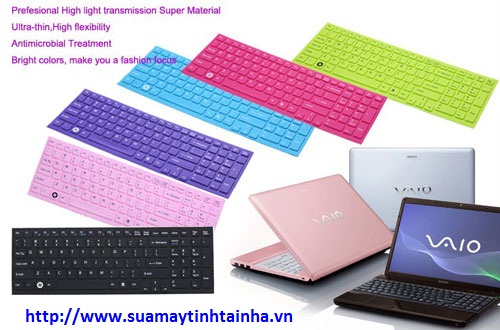 Prefesional High light transmission Super Material
Ultra-thin,High flexibility
Antimicrobial Treatment
Bright colors, make you a fashion focus
VAIO
VAIO
VAIO
http://www.suamaytinhtainha.vn